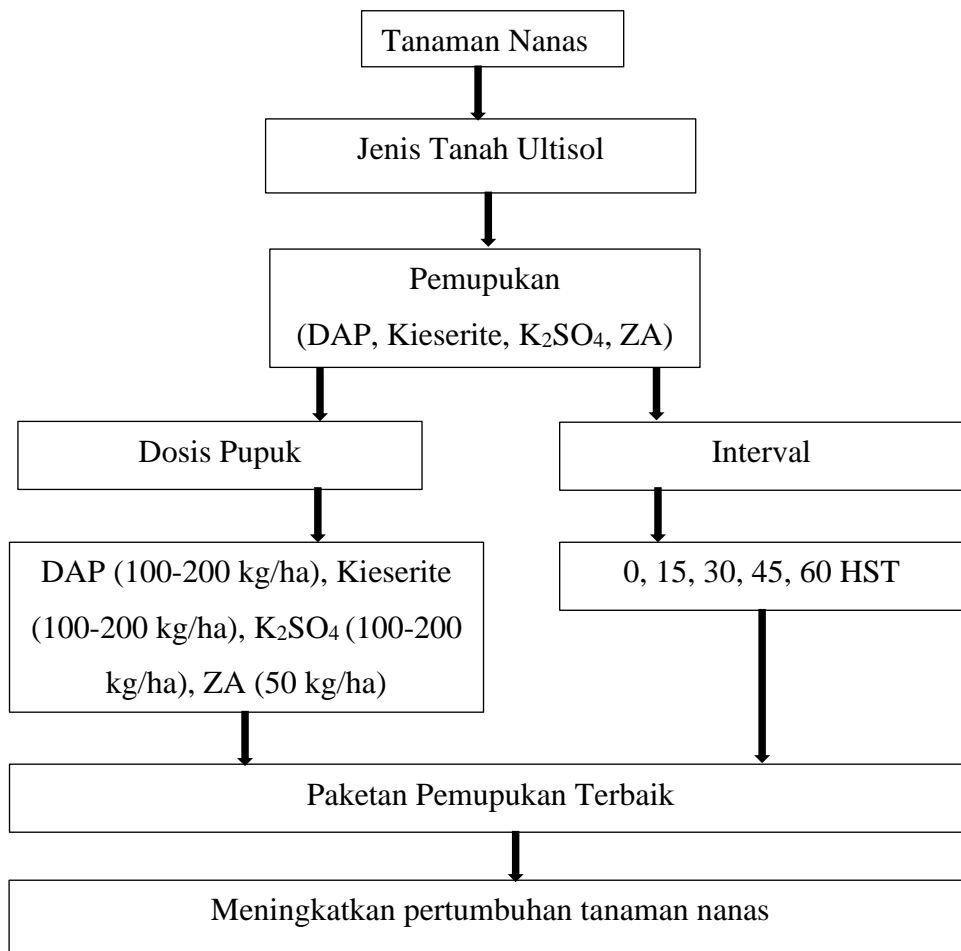 Tanaman Nanas
Jenis Tanah Ultisol
Pemupukan
(DAP, Kieserite, K₂SO₄, ZA)
Dosis Pupuk
Interval
DAP (100-200 kg/ha), Kieserite
(100-200 kg/ha), K₂SO₄ (100-200
kg/ha), ZA (50 kg/ha)
0, 15, 30, 45, 60 HST
Paketan Pemupukan Terbaik
Meningkatkan pertumbuhan tanaman nanas